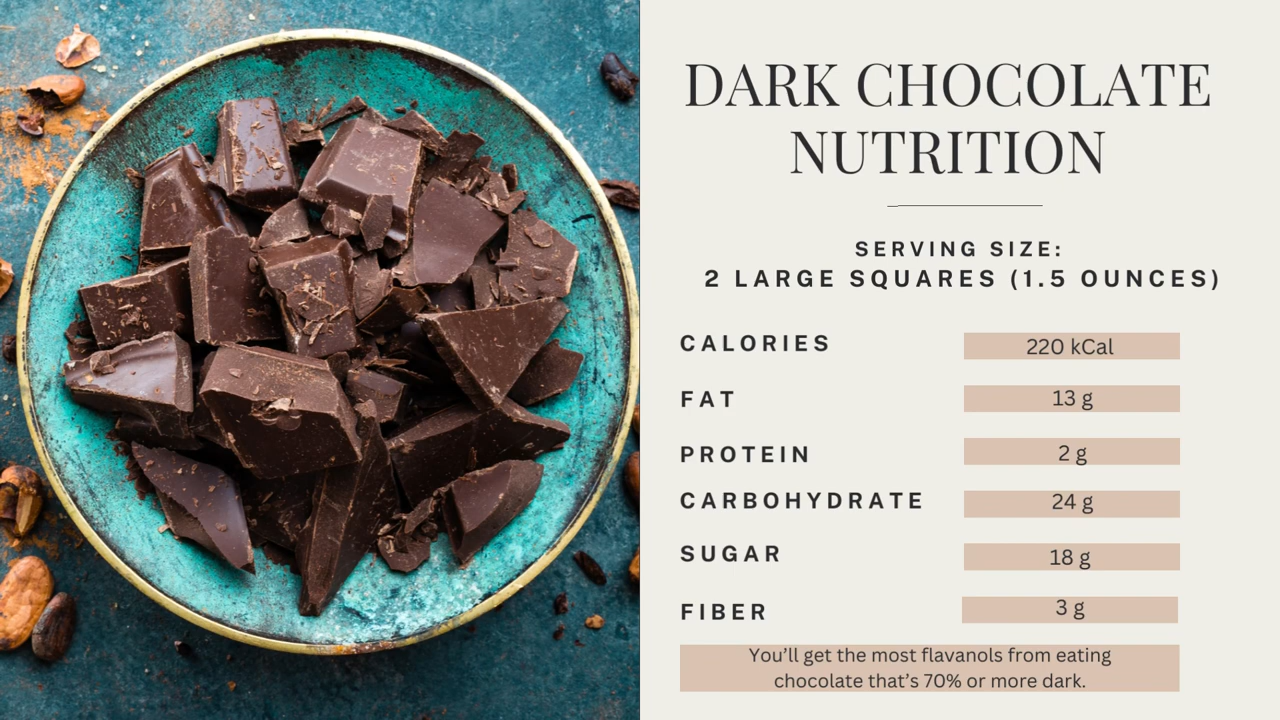 DARK CHOCOLATE
NUTRITION
SERVING SIZE:
2 LARGE SQUARES (1.5 OUNCES)
CALORIES 220 kCal
FAT 13 g
PROTEIN 2 g
CARBOHYDRATE 24 g
SUGAR 18 g
FIBER 3 g
You’ll get the most flavanols from eating
chocolate that’s 70% or more dark.